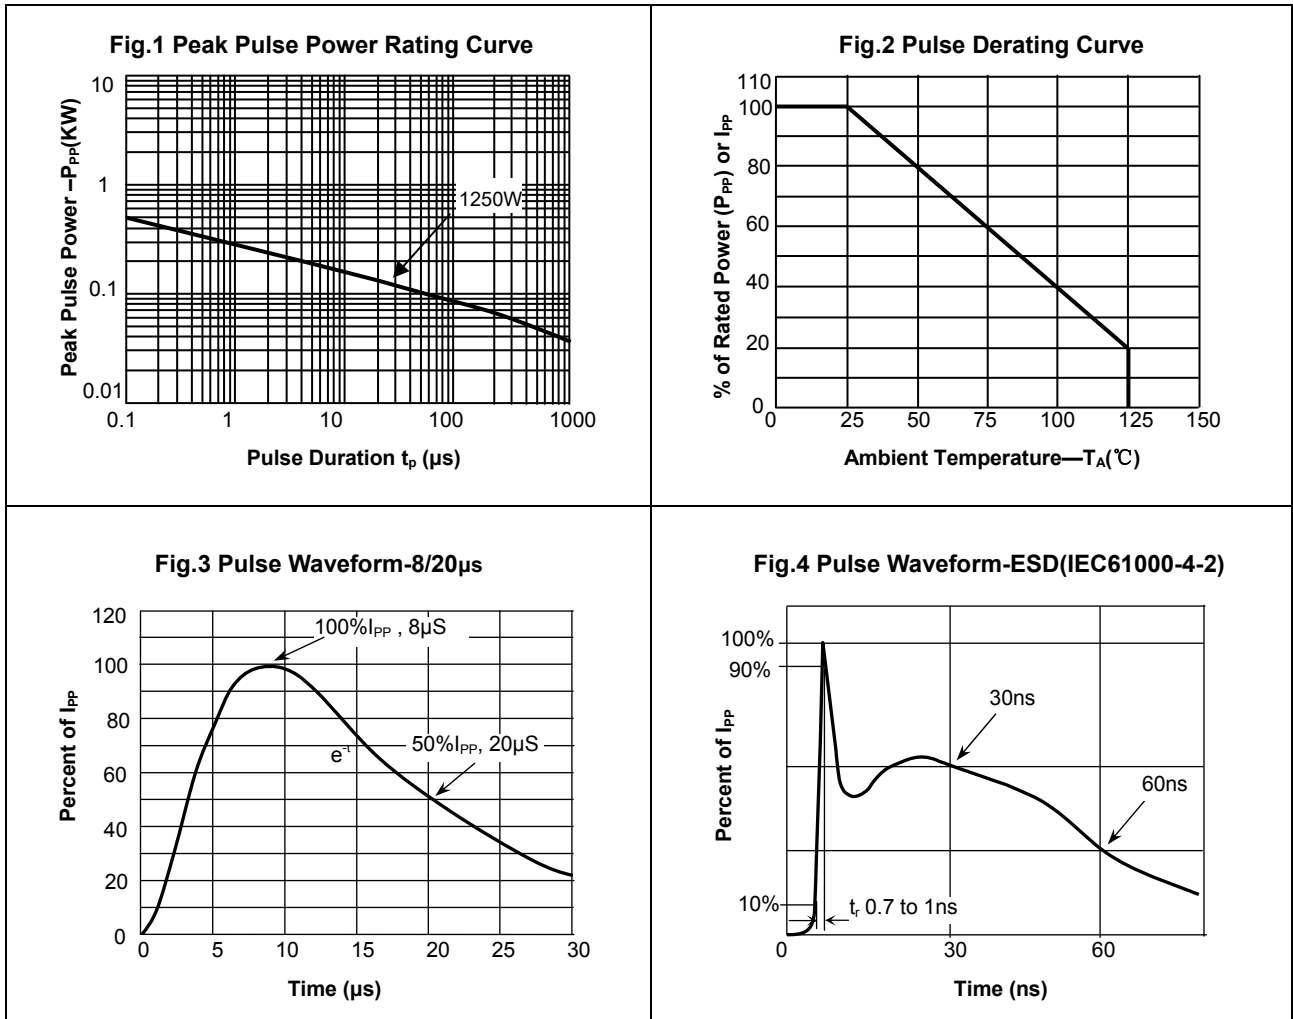 Fig.1 Peak Pulse Power Rating Curve
Peak Pulse Power –PPP(KW)
10
1
0.1
0.01
1250W
0.1 1 10 100 1000
Pulse Duration tp (µs)
Fig.2 Pulse Derating Curve
% of Rated Power (PPP) or IPP
110
100
80
60
40
20
0
0 25 50 75 100 125 150
Ambient Temperature—TA(℃)
Fig.3 Pulse Waveform-8/20µs
Percent of IPP
120
100
80
60
40
20
0
100%IPP , 8µS
e-t
50%IPP, 20µS
0 5 10 15 20 25 30
Time (µs)
Fig.4 Pulse Waveform-ESD(IEC61000-4-2)
Percent of IPP
100%
90%
10%
30ns
60ns
tr 0.7 to 1ns
0 30 60
Time (ns)